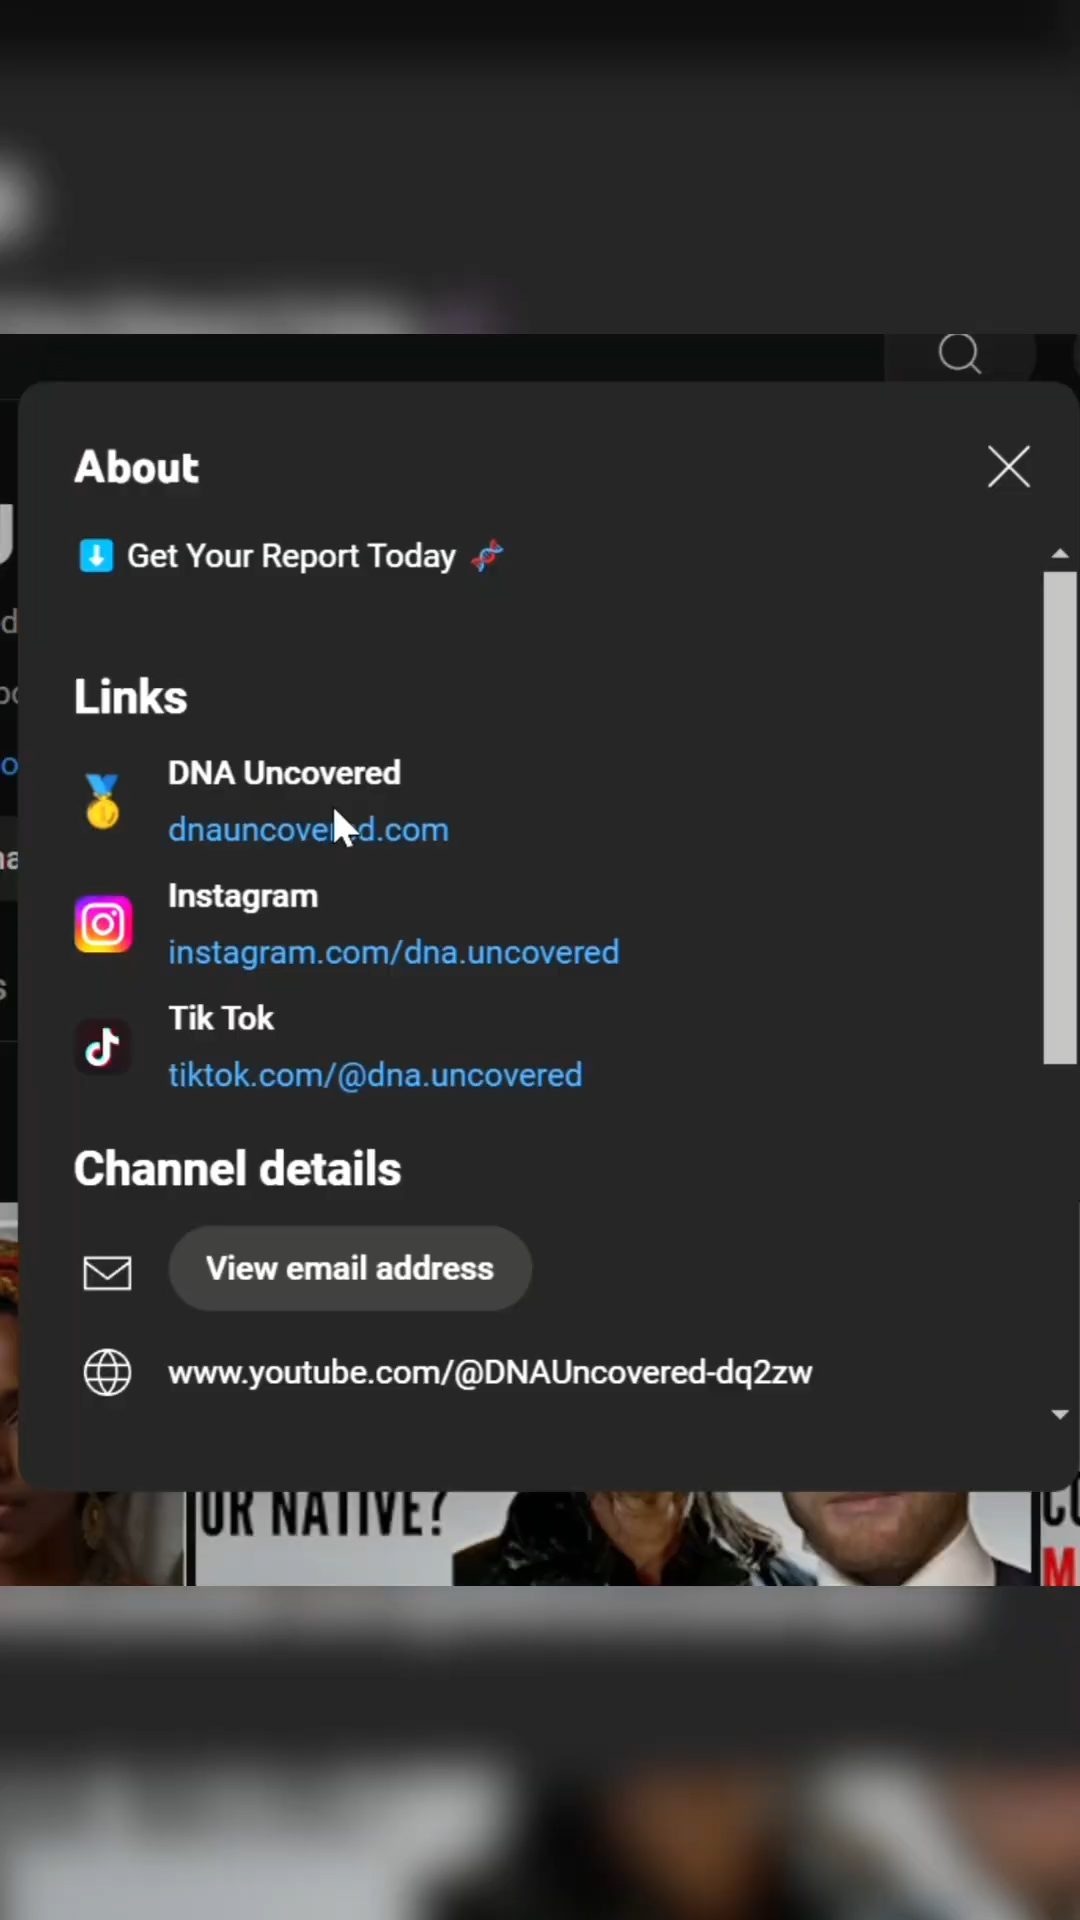 About
Get Your Report Today
Links
DNA Uncovered
dnauncovered.com
Instagram
instagram.com/dna.uncovered
Tik Tok
tiktok.com/@dna.uncovered
Channel details
View email address
www.youtube.com/@DNAUncovered-dq2zw
OR NATIVE?